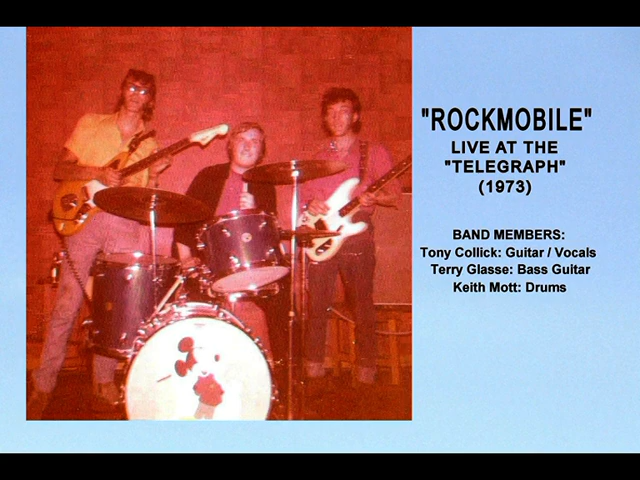 "ROCKMOBILE"
LIVE AT THE
"TELEGRAPH"
(1973)
BAND MEMBERS:
Tony Collick: Guitar / Vocals
Terry Glasse: Bass Guitar
Keith Mott: Drums